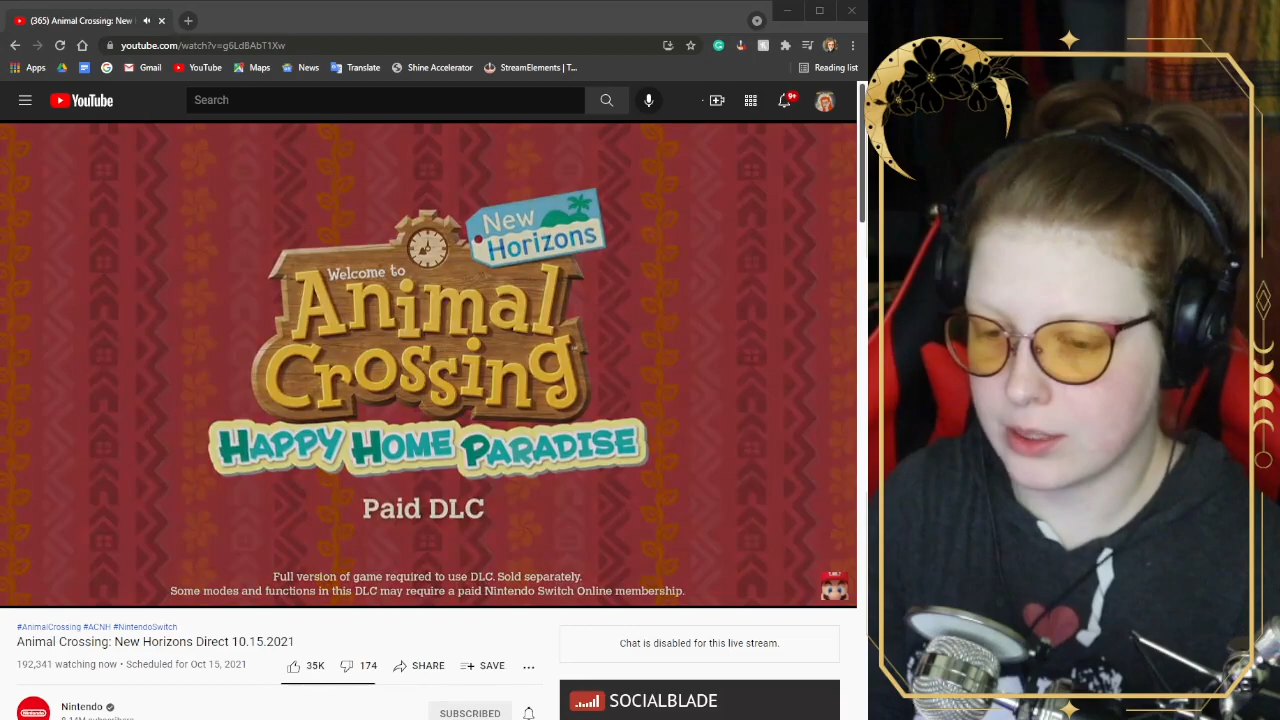 (365) Animal Crossing: New
youtube.com/watch?v=g6LdBAbT1Xw
Apps
Gmail
YouTube
Maps
News
Translate
Shine Accelerator
StreamElements | T...
Reading list
YouTube
Search
9+
New
Horizons
Welcome to
Animal
Crossing
Happy Home Paradise
Paid DLC
Full version of game required to use DLC. Sold separately.
Some modes and functions in this DLC may require a paid Nintendo Switch Online membership.
#AnimalCrossing #ACNH #NintendoSwitch
Animal Crossing: New Horizons Direct 10.15.2021
192,341 watching now • Scheduled for Oct 15, 2021
35K
174
SHARE
SAVE
Chat is disabled for this live stream.
Nintendo
SUBSCRIBED
SOCIALBLADE